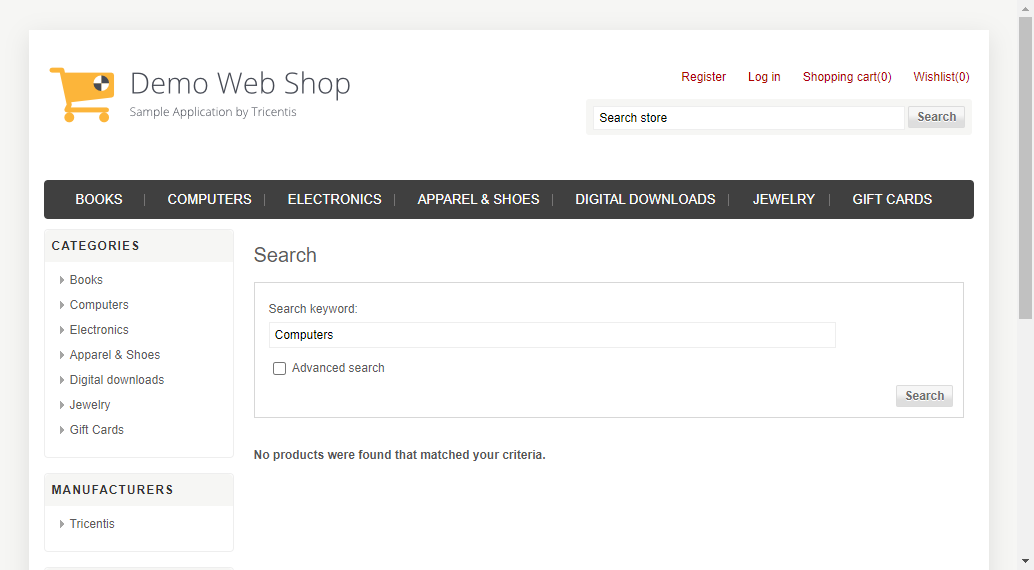 Demo Web Shop
Sample Application by Tricentis
Register Log in Shopping cart(0) Wishlist(0)
Search store Search
BOOKS COMPUTERS ELECTRONICS APPAREL & SHOES DIGITAL DOWNLOADS JEWELRY GIFT CARDS
CATEGORIES
Books
Computers
Electronics
Apparel & Shoes
Digital downloads
Jewelry
Gift Cards
MANUFACTURERS
Tricentis
Search
Search keyword:
Computers
Advanced search
Search
No products were found that matched your criteria.